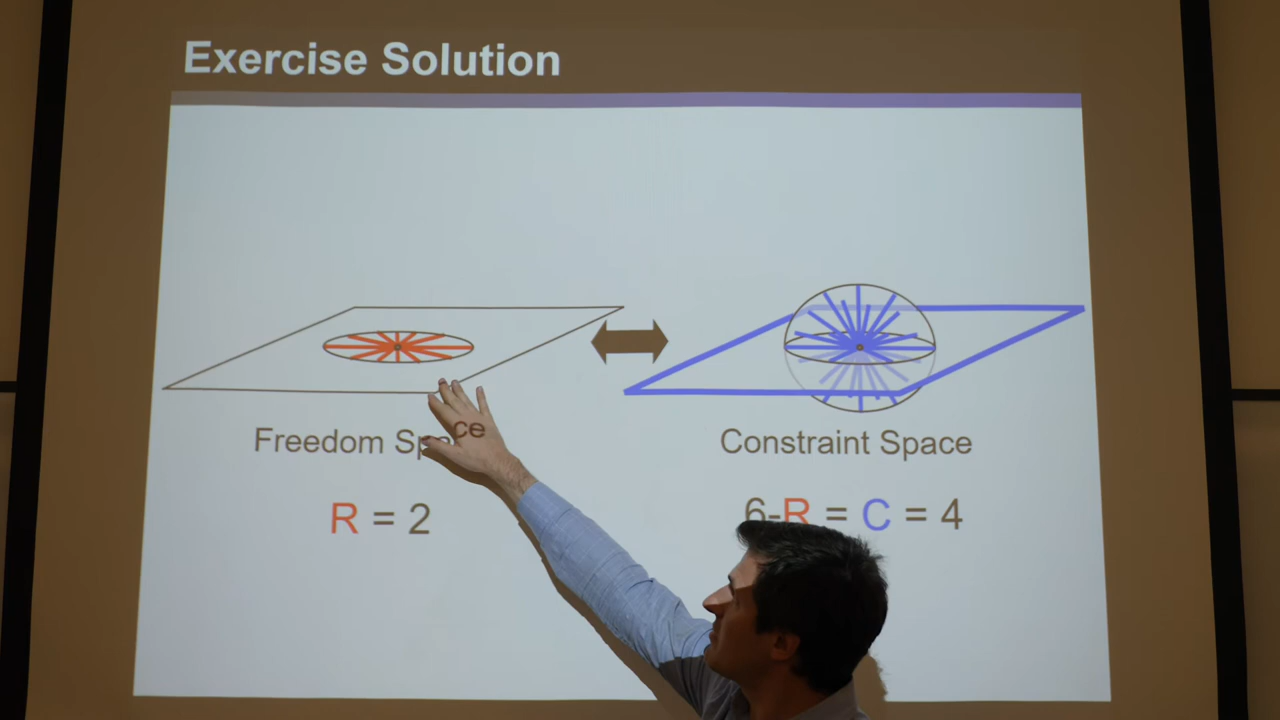 Exercise Solution
Freedom Space
Constraint Space
R = 2
6-R = C = 4